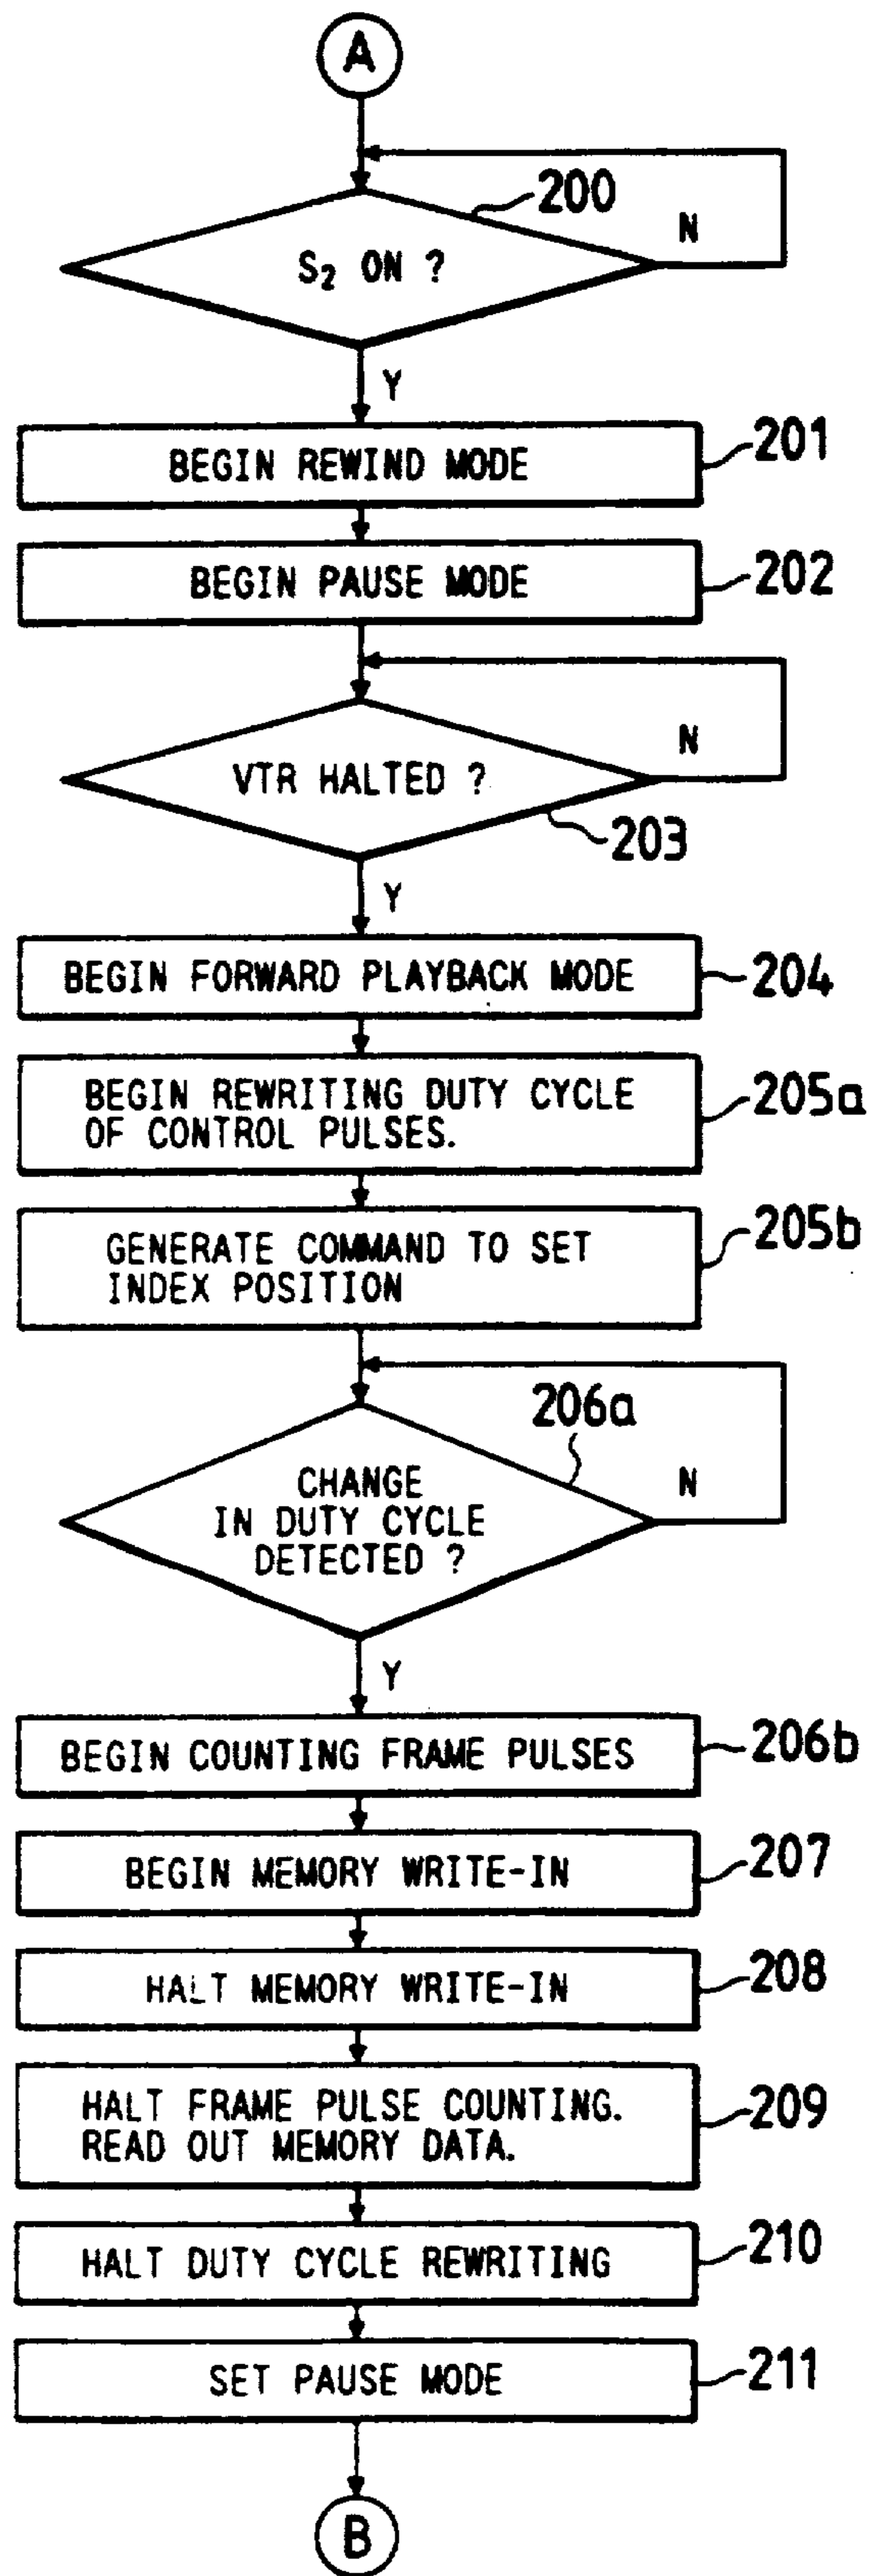 A
200
S₂ ON ?
N
Y
BEGIN REWIND MODE
201
BEGIN PAUSE MODE
202
VTR HALTED ?
N
203
Y
BEGIN FORWARD PLAYBACK MODE
204
BEGIN REWRITING DUTY CYCLE
OF CONTROL PULSES.
205a
GENERATE COMMAND TO SET
INDEX POSITION
205b
206a
CHANGE
IN DUTY CYCLE
DETECTED ?
N
Y
BEGIN COUNTING FRAME PULSES
206b
BEGIN MEMORY WRITE-IN
207
HALT MEMORY WRITE-IN
208
HALT FRAME PULSE COUNTING.
READ OUT MEMORY DATA.
209
HALT DUTY CYCLE REWRITING
210
SET PAUSE MODE
211
B